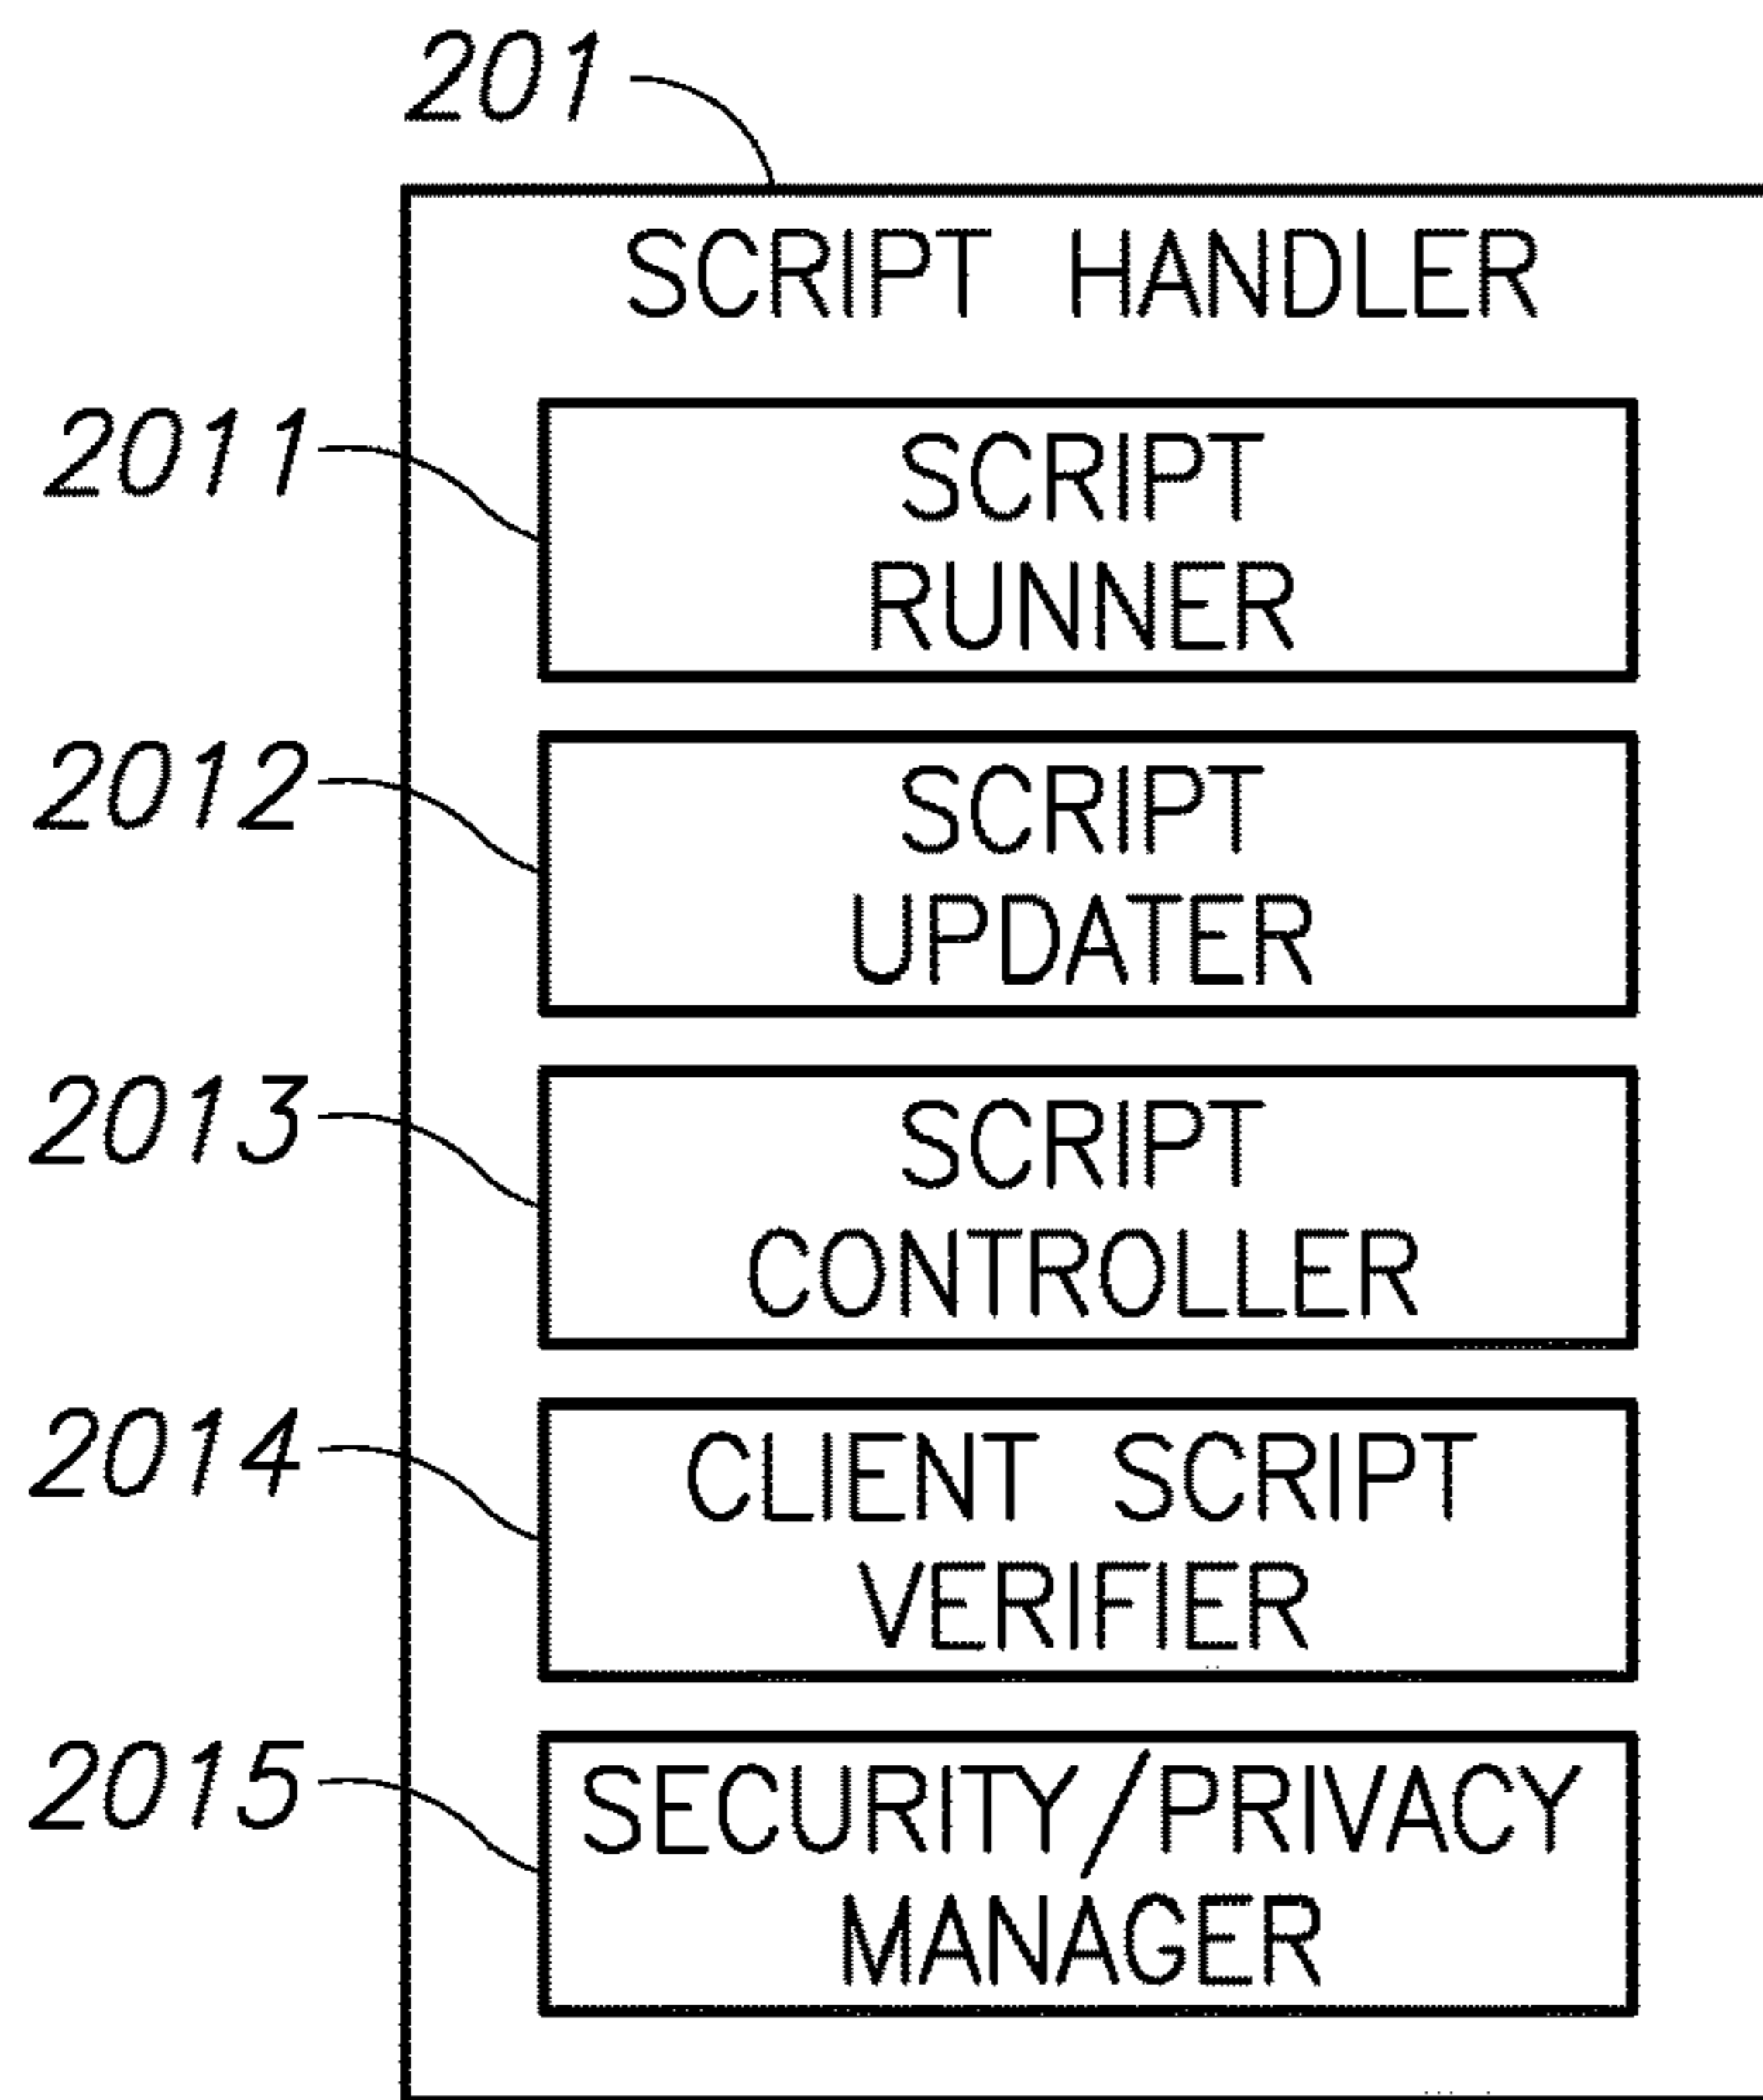 201
SCRIPT HANDLER
2011
SCRIPT
RUNNER
2012
SCRIPT
UPDATER
2013
SCRIPT
CONTROLLER
2014
CLIENT SCRIPT
VERIFIER
2015
SECURITY/PRIVACY
MANAGER